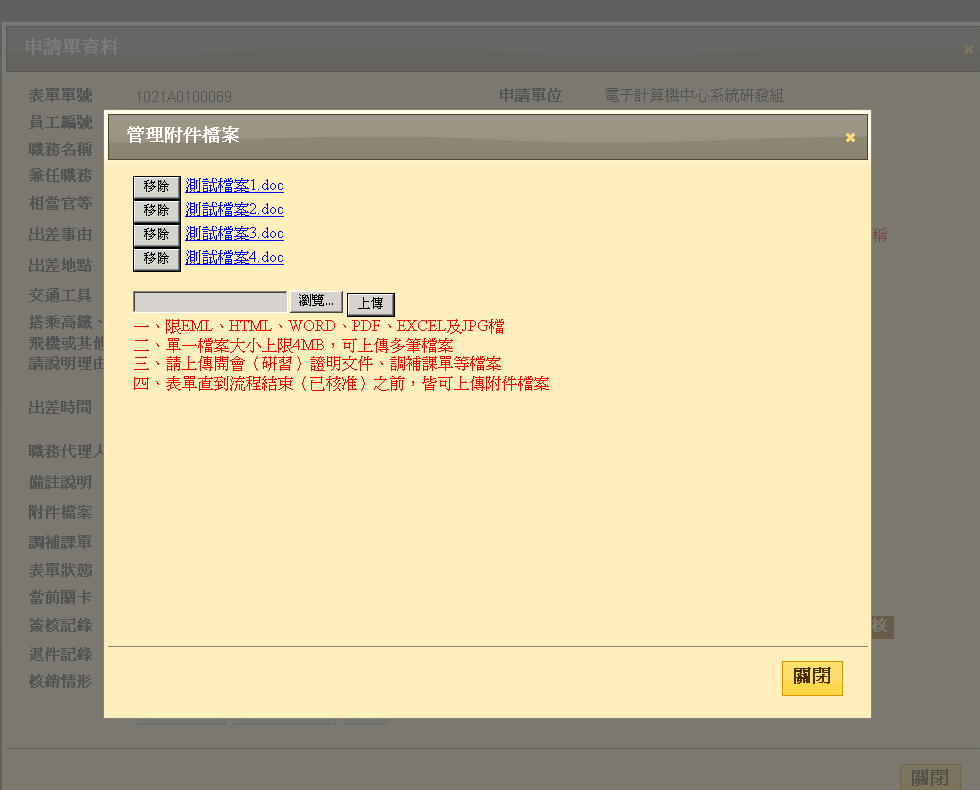 申請單資料
表單單號 1021A0100069 申請單位 電子計算機中心系統研發組
員工編號
職務名稱
兼任職務
相當官等
出差事由
稱
出差地點
交通工具
搭乘高鐵、
飛機或其他
請說明理由
出差時間
職務代理人
備註說明
附件檔案
調補課單
表單狀態
當前關卡
簽核記錄
核
退件記錄
核銷情形
管理附件檔案
移除 測試檔案1.doc
移除 測試檔案2.doc
移除 測試檔案3.doc
移除 測試檔案4.doc
瀏覽... 上傳
一、限EML、HTML、WORD、PDF、EXCEL及JPG檔
二、單一檔案大小上限4MB，可上傳多筆檔案
三、請上傳開會（研習）證明文件、調補課單等檔案
四、表單直到流程結束（已核准）之前，皆可上傳附件檔案
關閉
關閉